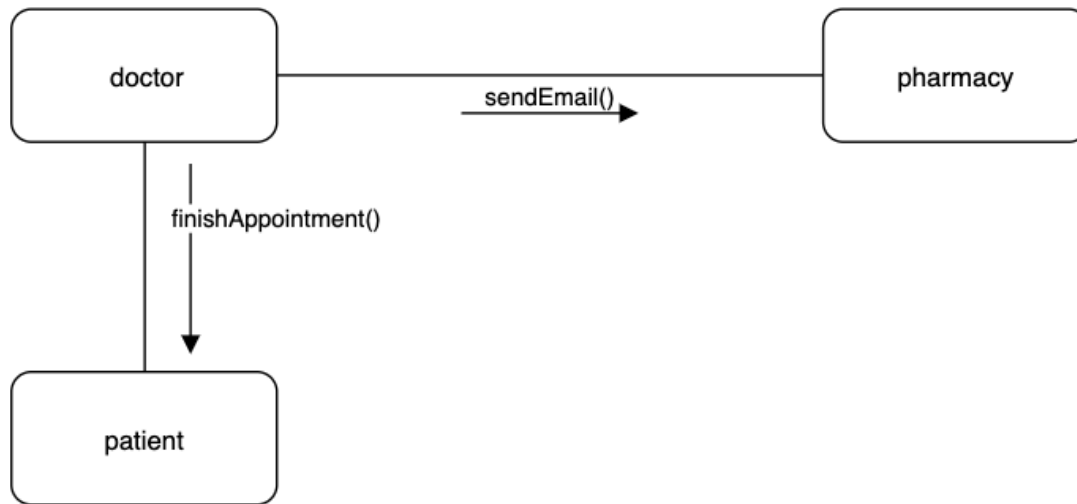 doctor
pharmacy
sendEmail()
finishAppointment()
patient